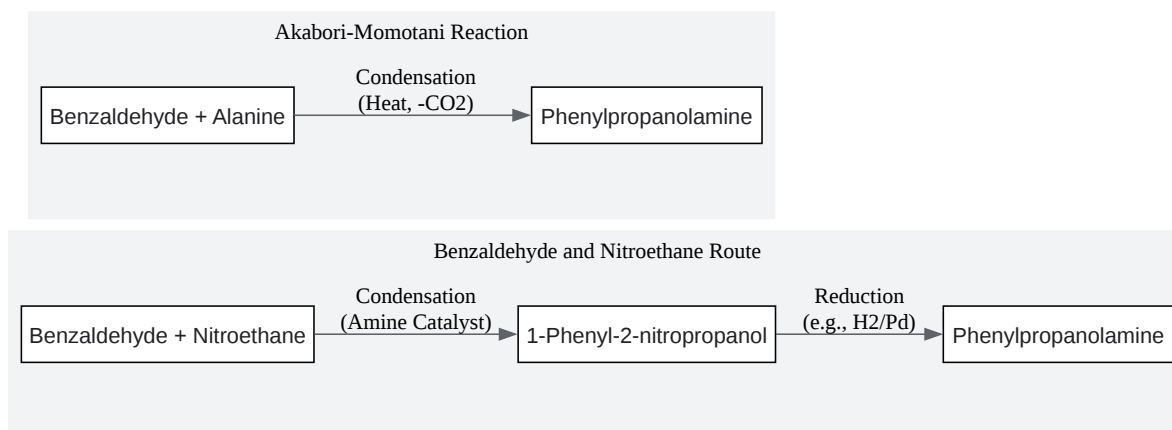 Akabori-Momotani Reaction
Benzaldehyde + Alanine
Condensation
(Heat, -CO2)
Phenylpropanolamine
Benzaldehyde and Nitroethane Route
Benzaldehyde + Nitroethane
Condensation
(Amine Catalyst)
1-Phenyl-2-nitropropanol
Reduction
(e.g., H2/Pd)
Phenylpropanolamine